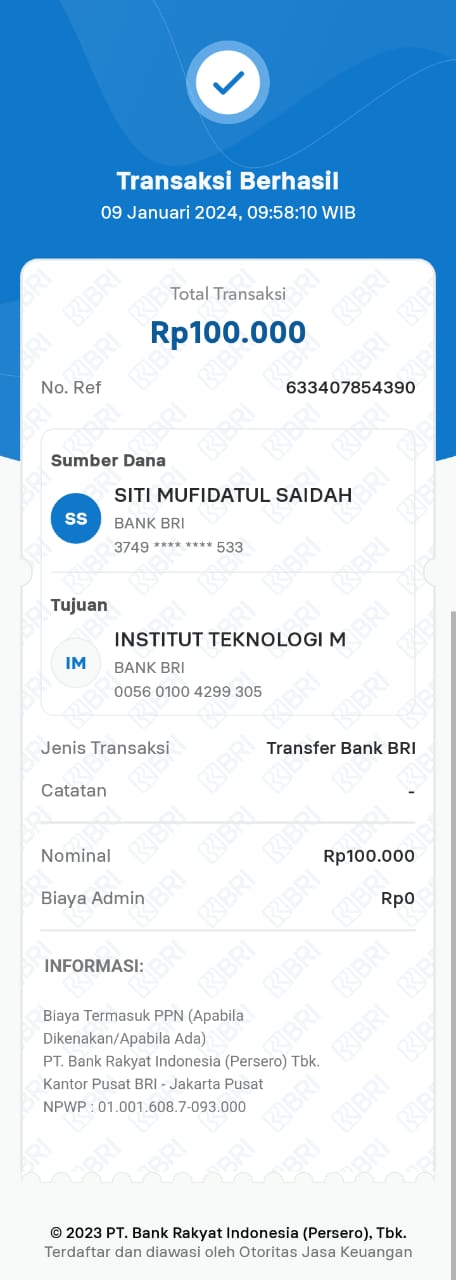 Transaksi Berhasil
09 Januari 2024, 09:58:10 WIB
Total Transaksi
Rp100.000
No. Ref 633407854390
Sumber Dana
SS
SITI MUFIDATUL SAIDAH
BANK BRI
3749 **** **** 533
Tujuan
IM
INSTITUT TEKNOLOGI M
BANK BRI
0056 0100 4299 305
Jenis Transaksi Transfer Bank BRI
Catatan -
Nominal Rp100.000
Biaya Admin Rp0
INFORMASI:
Biaya Termasuk PPN (Apabila
Dikenakan/Apabila Ada)
PT. Bank Rakyat Indonesia (Persero) Tbk.
Kantor Pusat BRI - Jakarta Pusat
NPWP : 01.001.608.7-093.000
© 2023 PT. Bank Rakyat Indonesia (Persero), Tbk.
Terdaftar dan diawasi oleh Otoritas Jasa Keuangan